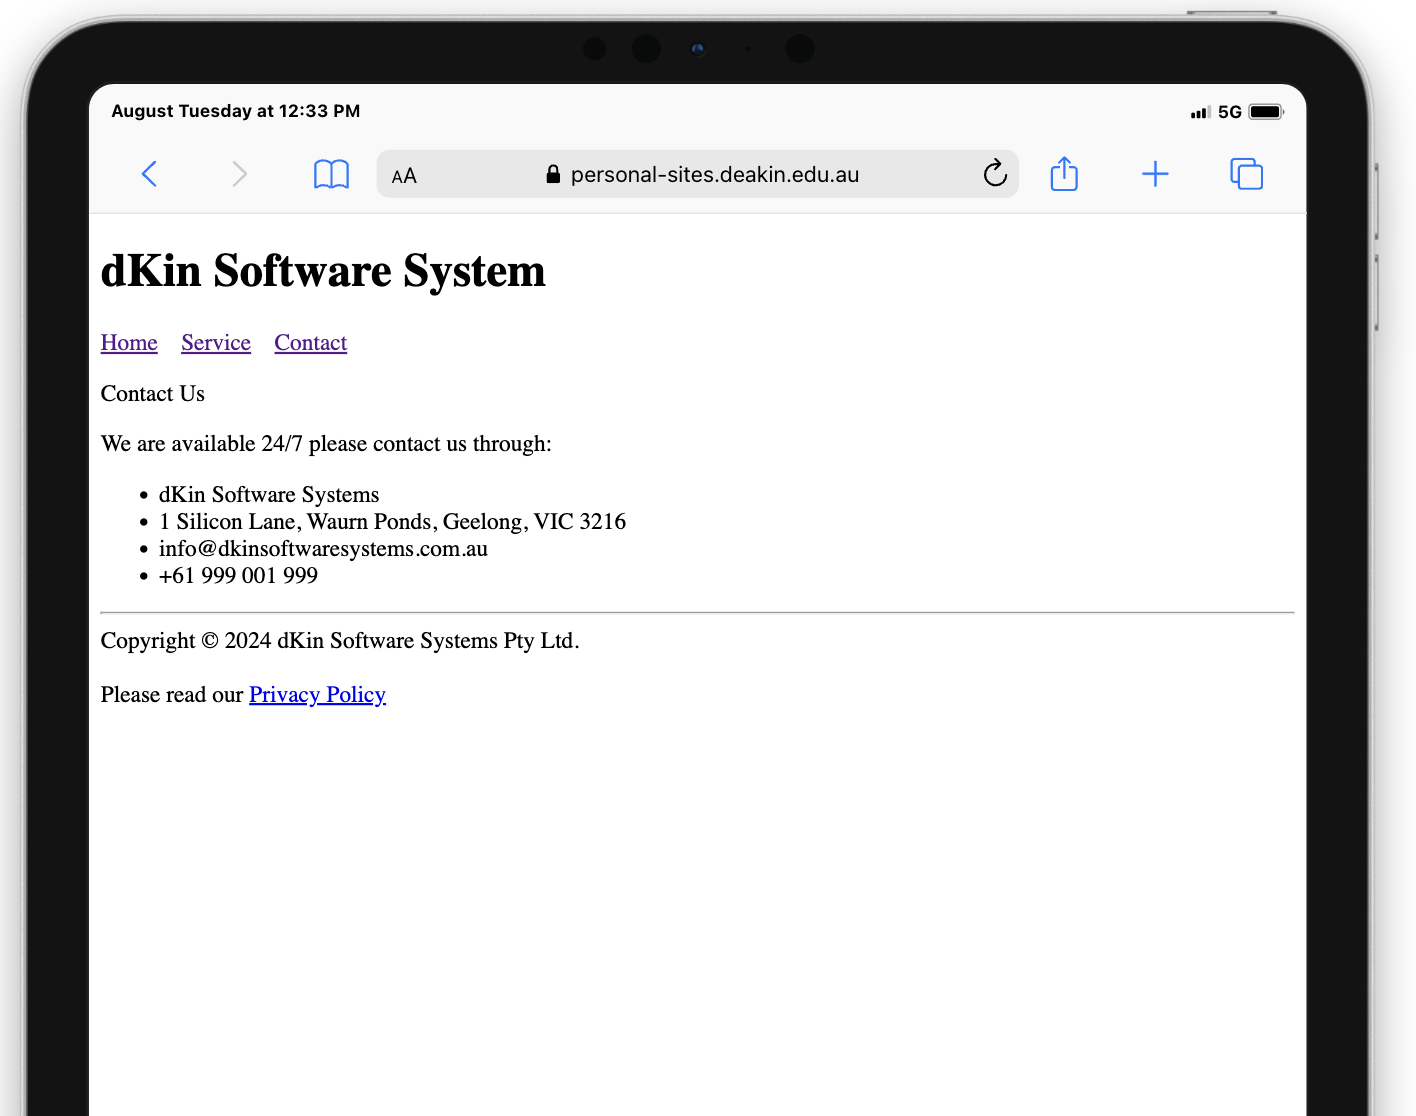 August Tuesday at 12:33 PM
5G
AA
personal-sites.deakin.edu.au
dKin Software System
Home Service Contact
Contact Us
We are available 24/7 please contact us through:
• dKin Software Systems
• 1 Silicon Lane, Waurn Ponds, Geelong, VIC 3216
• info@dkinsoftwaresystems.com.au
• +61 999 001 999
Copyright © 2024 dKin Software Systems Pty Ltd.
Please read our Privacy Policy